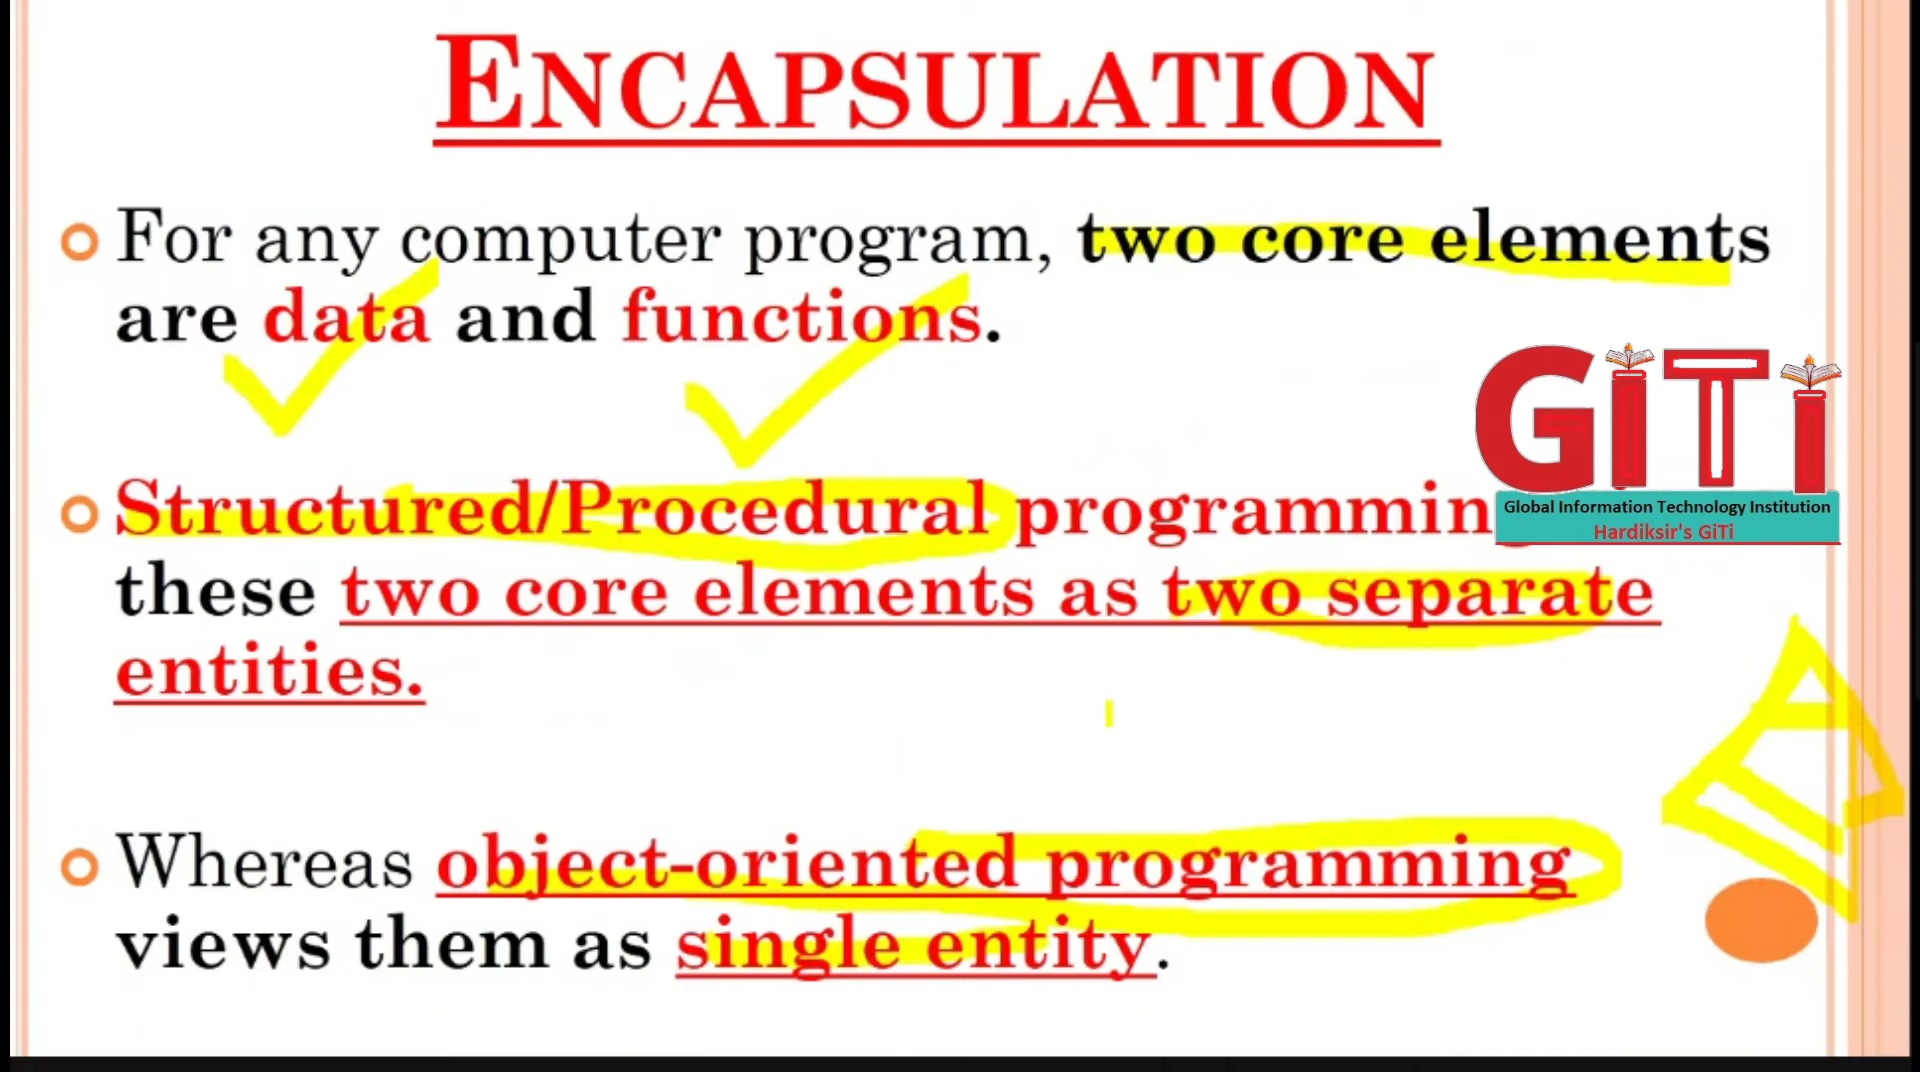 ENCAPSULATION
For any computer program, two core elements
are data and functions.
GiTi
Global Information Technology Institution
Hardiksir's GiTi
Structured/Procedural
these two core elements as two separate
entities.
Whereas object-oriented programming
views them as single entity.